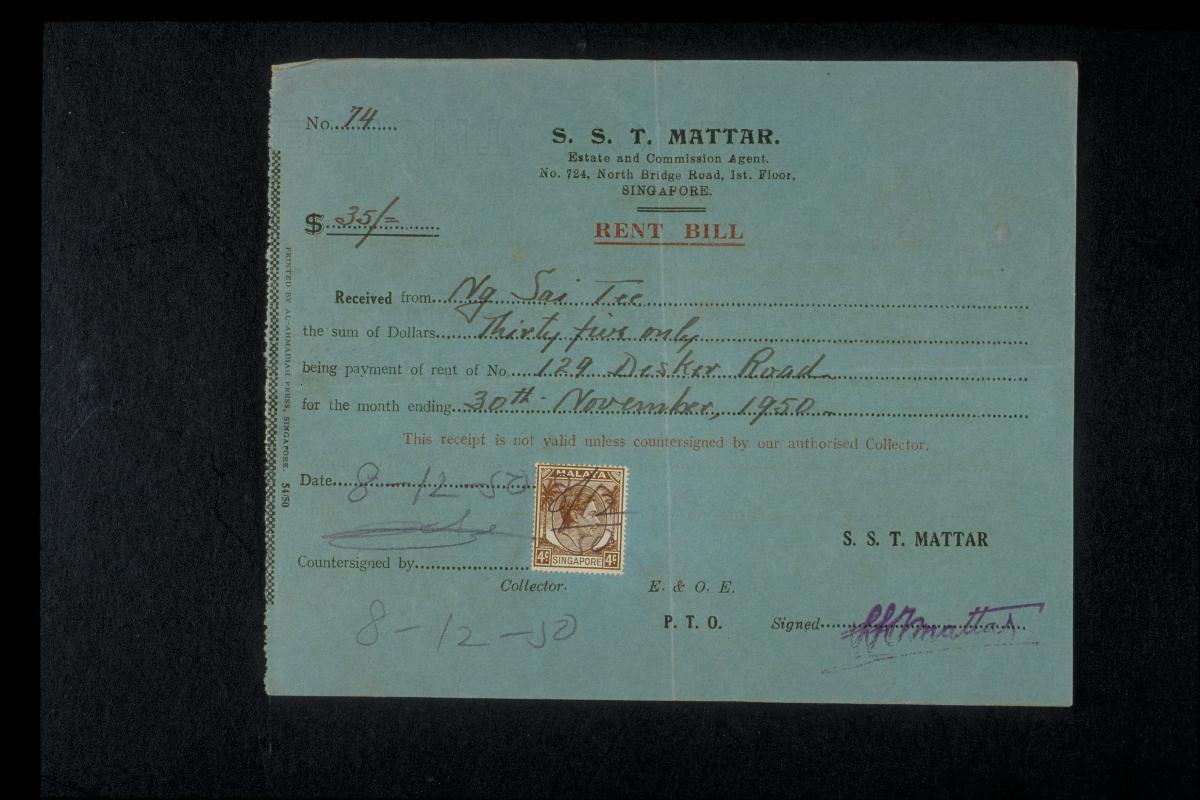 No. 74
S. S. T. MATTAR.
Estate and Commission Agent.
No. 724, North Bridge Road, 1st. Floor,
SINGAPORE.
$ 35/=
RENT BILL
Received from Ng Sai Tee
the sum of Dollars Thirty five only
being payment of rent of No. 129 Desker Road
for the month ending 30th November, 1950
This receipt is not valid unless countersigned by our authorised Collector.
Date 8-12-50
MALAYA
4c SINGAPORE 4c
S. S. T. MATTAR
Countersigned by
Collector.
E. & O. E.
8-12-50
P. T. O.
Signed SSTMattar
PRINTED BY AL-AHMADIAH PRESS, SINGAPORE. 54/50